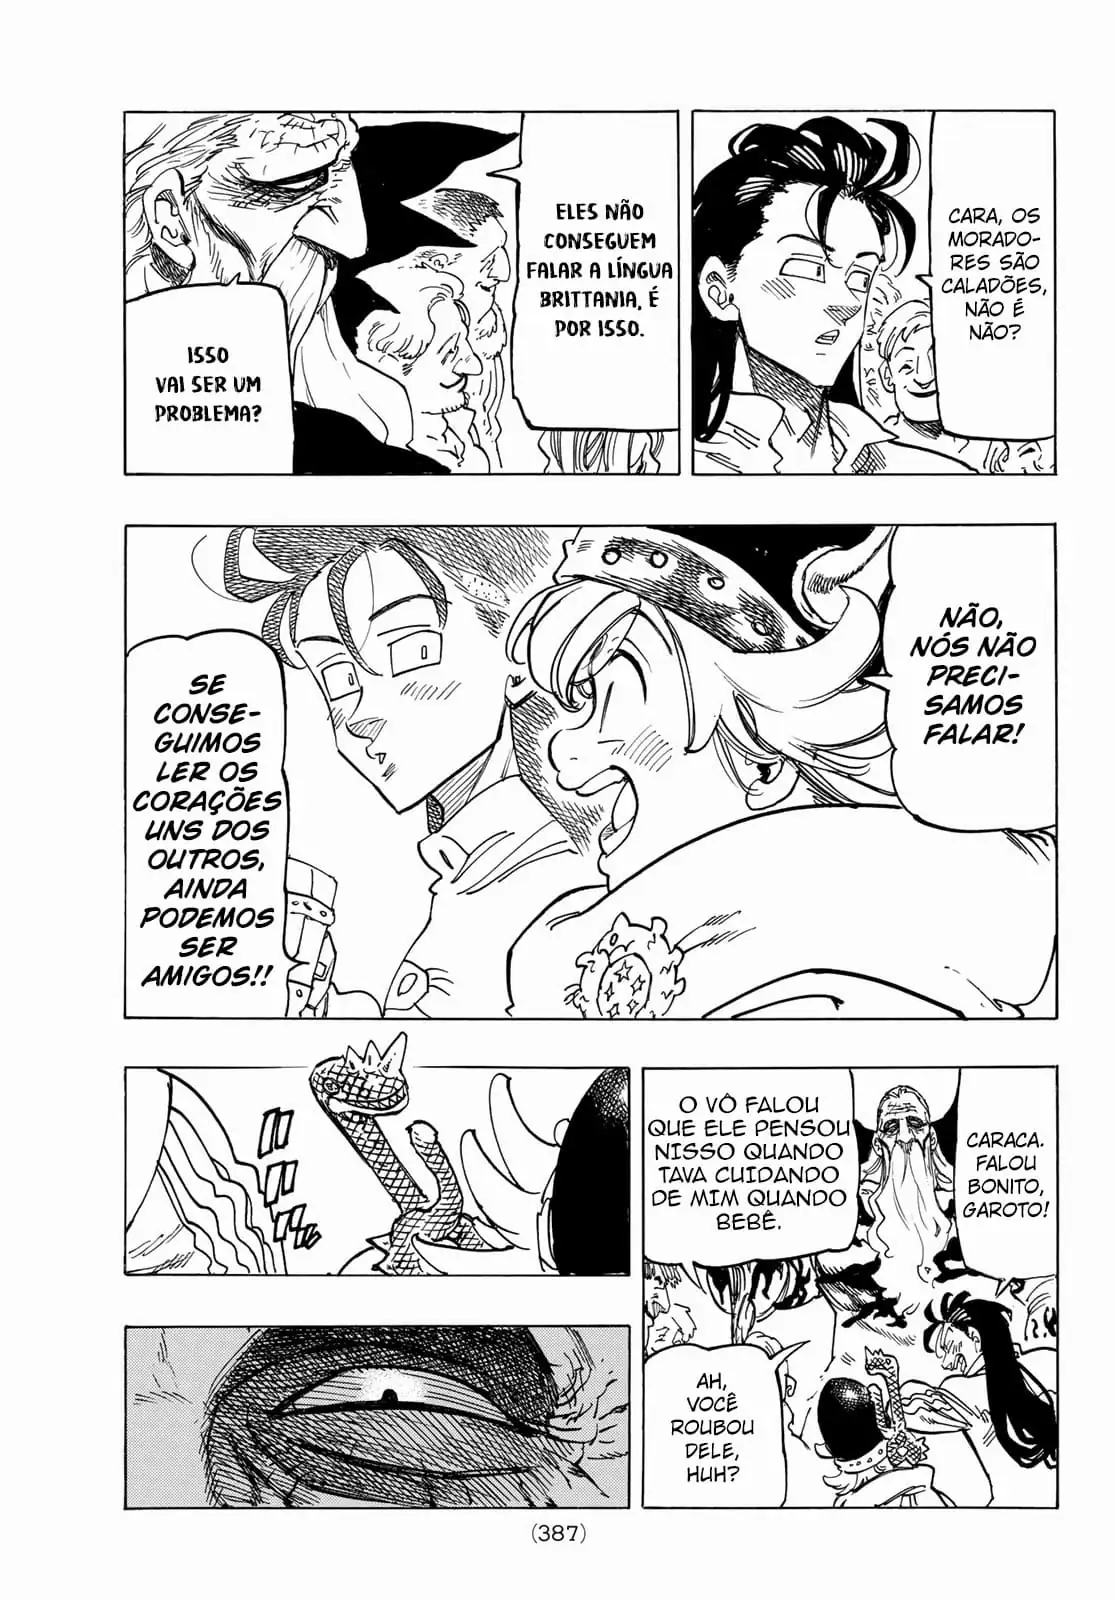 CARA, OS
MORADO-
RES SÃO
CALADÕES,
NÃO É
NÃO?
ELES NÃO
CONSEGUEM
FALAR A LÍNGUA
BRITTANIA, É
POR ISSO.
ISSO
VAI SER UM
PROBLEMA?
NÃO,
NÓS NÃO
PRECI-
SAMOS
FALAR!
SE
CONSE-
GUIMOS
LER OS
CORAÇÕES
UNS DOS
OUTROS,
AINDA
PODEMOS
SER
AMIGOS!!
CARACA.
FALOU
BONITO,
GAROTO!
O VÔ FALOU
QUE ELE PENSOU
NISSO QUANDO
TAVA CUIDANDO
DE MIM QUANDO
BEBÊ.
AH,
VOCÊ
ROUBOU
DELE,
HUH?
(387)